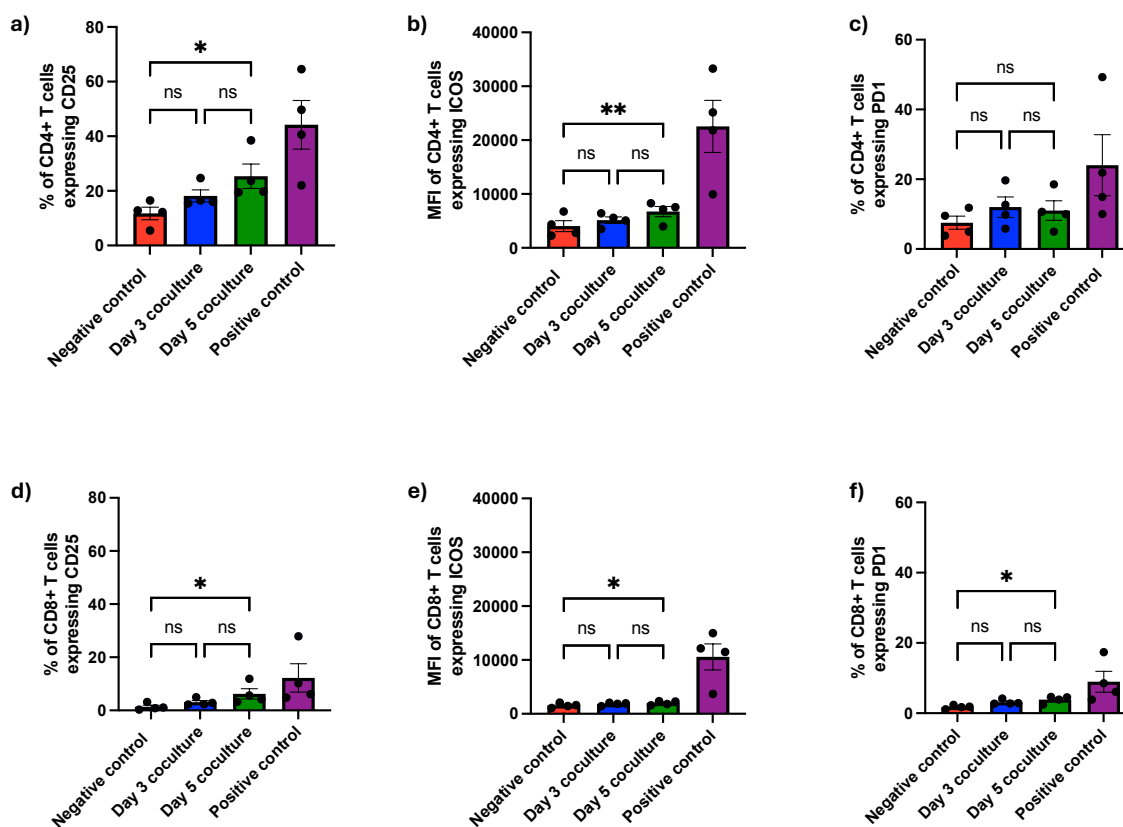 a)
% of CD4+ T cells
expressing CD25
80
60
40
20
0
*
ns
ns
Negative control
Day 3 coculture
Day 5 coculture
Positive control
b)
MFI of CD4+ T cells
expressing ICOS
40000
30000
20000
10000
0
**
ns
ns
Negative control
Day 3 coculture
Day 5 coculture
Positive control
c)
% of CD4+ T cells
expressing PD1
60
40
20
0
ns
ns
ns
Negative control
Day 3 coculture
Day 5 coculture
Positive control
d)
% of CD8+ T cells
expressing CD25
80
60
40
20
0
*
ns
ns
Negative control
Day 3 coculture
Day 5 coculture
Positive control
e)
MFI of CD8+ T cells
expressing ICOS
40000
30000
20000
10000
0
*
ns
ns
Negative control
Day 3 coculture
Day 5 coculture
Positive control
f)
% of CD8+ T cells
expressing PD1
60
40
20
0
*
ns
ns
Negative control
Day 3 coculture
Day 5 coculture
Positive control